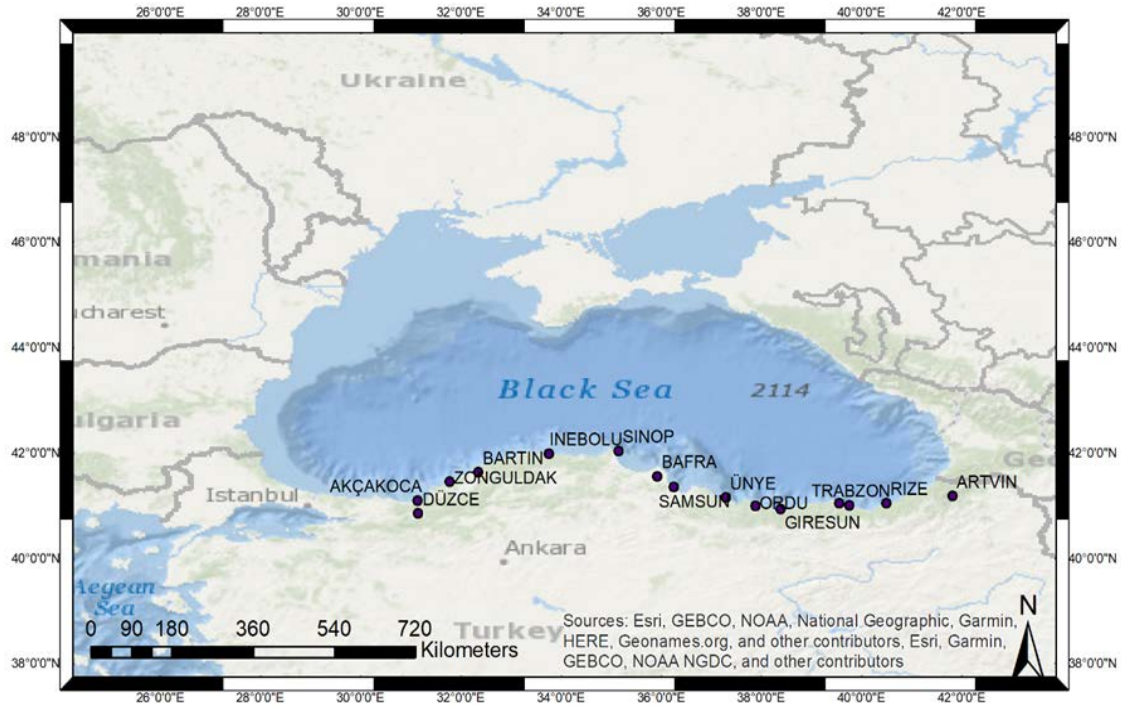 26°0'0"E 28°0'0"E 30°0'0"E 32°0'0"E 34°0'0"E 36°0'0"E 38°0'0"E 40°0'0"E 42°0'0"E
Ukraine
48°0'0"N 48°0'0"N
46°0'0"N 46°0'0"N
mania
ucharest
44°0'0"N 44°0'0"N
Black Sea 2114
ulgaria
42°0'0"N 42°0'0"N
INEBOLU SINOP
BARTIN BAFRA Geo
ZONGULDAK
AKÇAKOCA ÜNYE TRABZON RIZE ARTVIN
Istanbul DÜZCE SAMSUN ORDU
GIRESUN
Ankara
40°0'0"N 40°0'0"N
Aegean
Sea
Turkey
0 90 180 360 540 720
Kilometers
Sources: Esri, GEBCO, NOAA, National Geographic, Garmin,
HERE, Geonames.org, and other contributors, Esri, Garmin,
GEBCO, NOAA NGDC, and other contributors
N
38°0'0"N 38°0'0"N
26°0'0"E 28°0'0"E 30°0'0"E 32°0'0"E 34°0'0"E 36°0'0"E 38°0'0"E 40°0'0"E 42°0'0"E